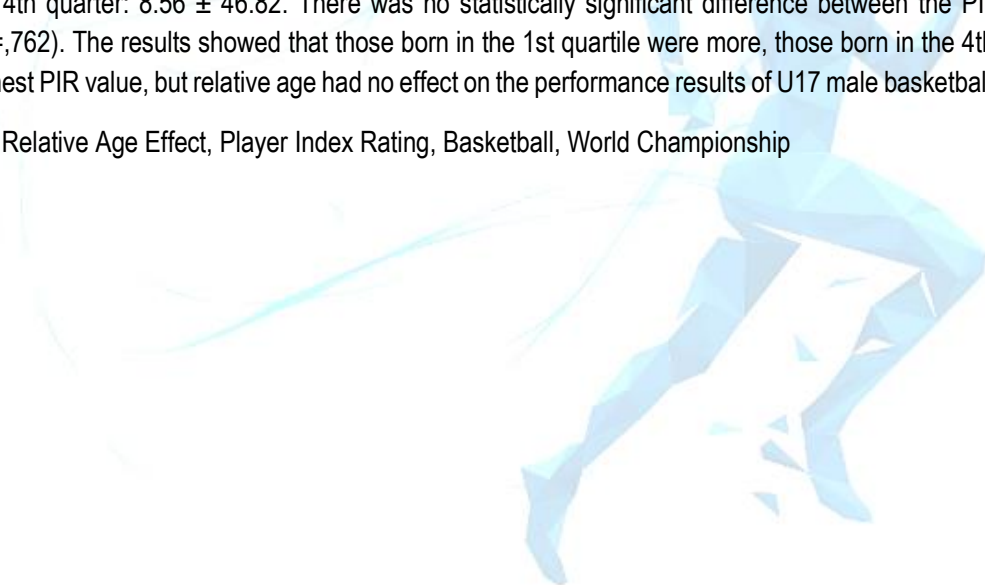 4th quarter: 8.56 ± 46.82. There was no statistically significant difference between the
=,762). The results showed that those born in the 1st quartile were more, those born in the
PIR value, but relative age had no effect on the performance results of U17 male
Relative Age Effect, Player Index Rating, Basketball, World Championship